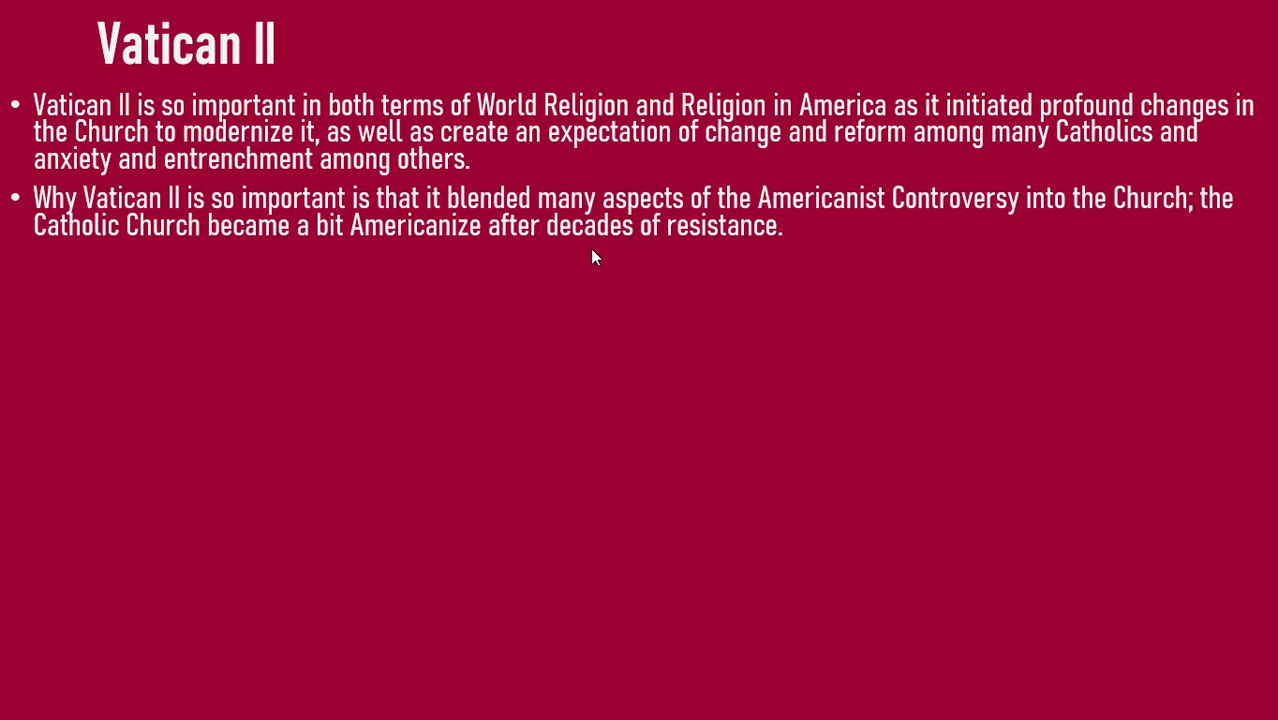 Vatican II
• Vatican II is so important in both terms of World Religion and Religion in America as it initiated profound changes in
the Church to modernize it, as well as create an expectation of change and reform among many Catholics and
anxiety and entrenchment among others.
• Why Vatican II is so important is that it blended many aspects of the Americanist Controversy into the Church; the
Catholic Church became a bit Americanize after decades of resistance.